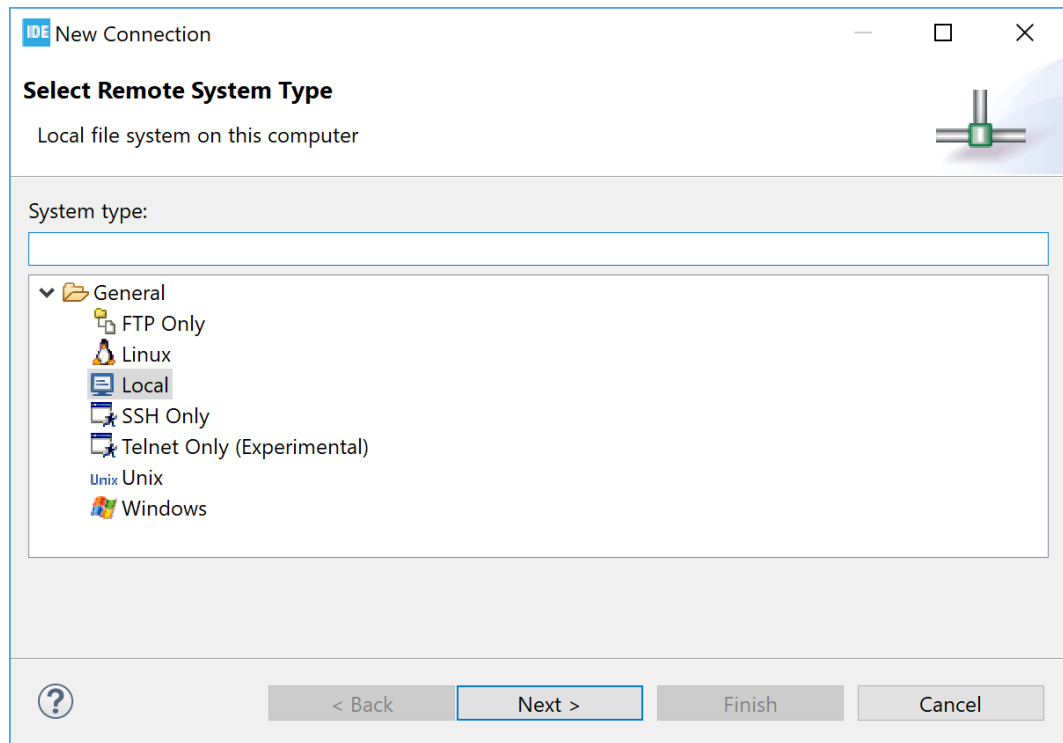 IDE New Connection
Select Remote System Type
Local file system on this computer
System type:
General
FTP Only
Linux
Local
SSH Only
Telnet Only (Experimental)
Unix Unix
Windows
?
< Back Next > Finish Cancel